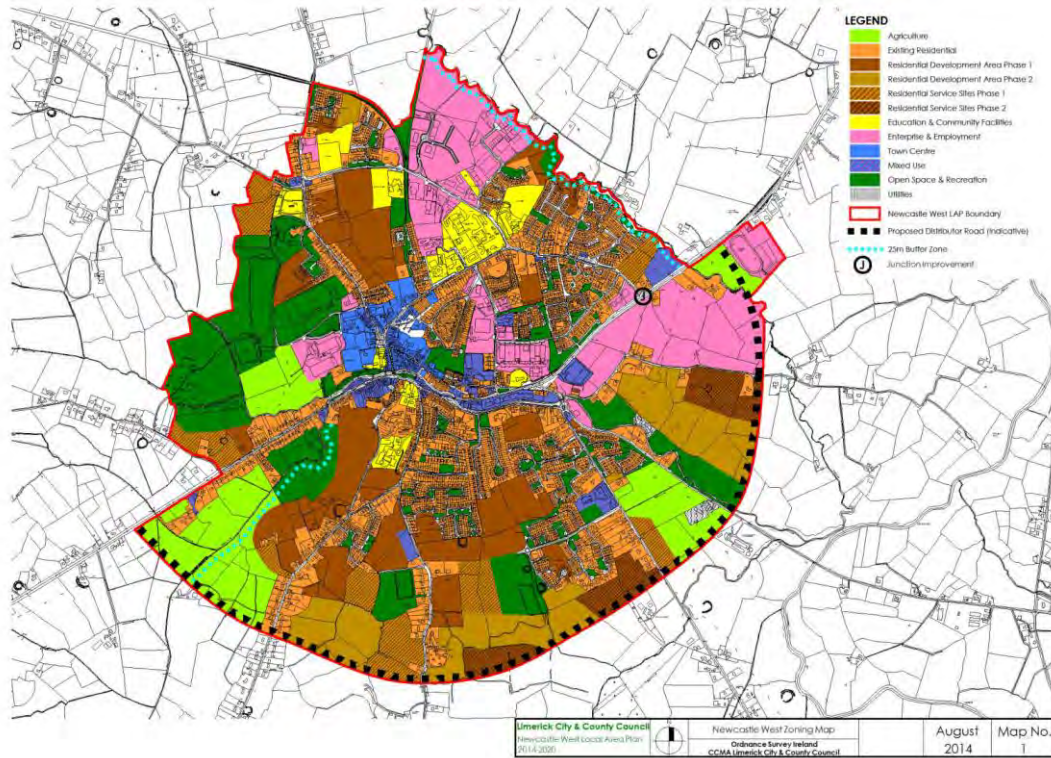 LEGEND
Agriculture
Existing Residential
Residential Development Area Phase 1
Residential Development Area Phase 2
Residential Service Sites Phase 1
Residential Service Sites Phase 2
Education & Community Facilities
Enterprise & Employment
Town Centre
Mixed Use
Open Space & Recreation
Utilities
Newcastle West LAP Boundary
Proposed Distributor Road (Indicative)
25m Buffer Zone
J Junction Improvement
J
Limerick City & County Council
Newcastle West Local Area Plan
2014-2020
Newcastle West Zoning Map
Ordnance Survey Ireland
CCMA Limerick City & County Council
August
2014
Map No.
1